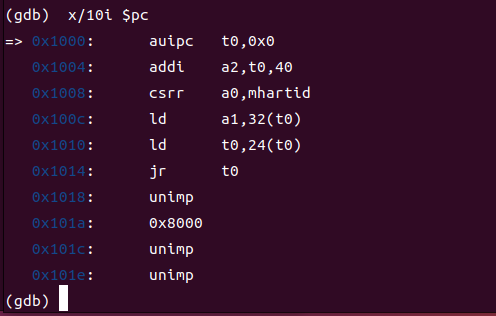 (gdb)  x/10i $pc
=> 0x1000:      auipc   t0,0x0
   0x1004:      addi    a2,t0,40
   0x1008:      csrr    a0,mhartid
   0x100c:      ld      a1,32(t0)
   0x1010:      ld      t0,24(t0)
   0x1014:      jr      t0
   0x1018:      unimp
   0x101a:      0x8000
   0x101c:      unimp
   0x101e:      unimp
(gdb)